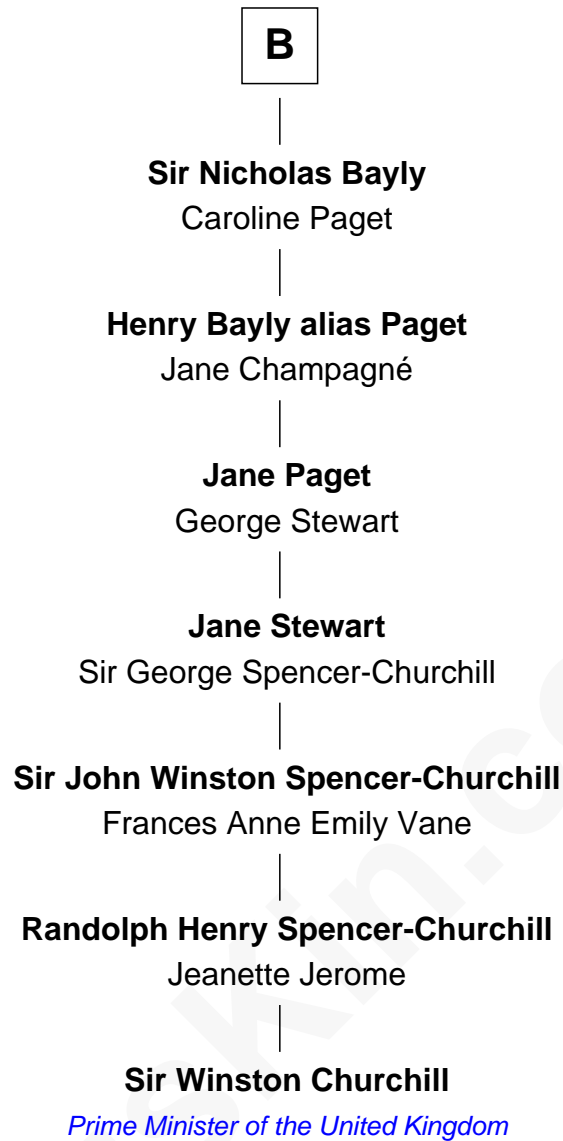 B
Sir Nicholas Bayly
Caroline Paget
Henry Bayly alias Paget
Jane Champagné
Jane Paget
George Stewart
Jane Stewart
Sir George Spencer-Churchill
Sir John Winston Spencer-Churchill
Frances Anne Emily Vane
Randolph Henry Spencer-Churchill
Jeanette Jerome
Sir Winston Churchill
Prime Minister of the United Kingdom